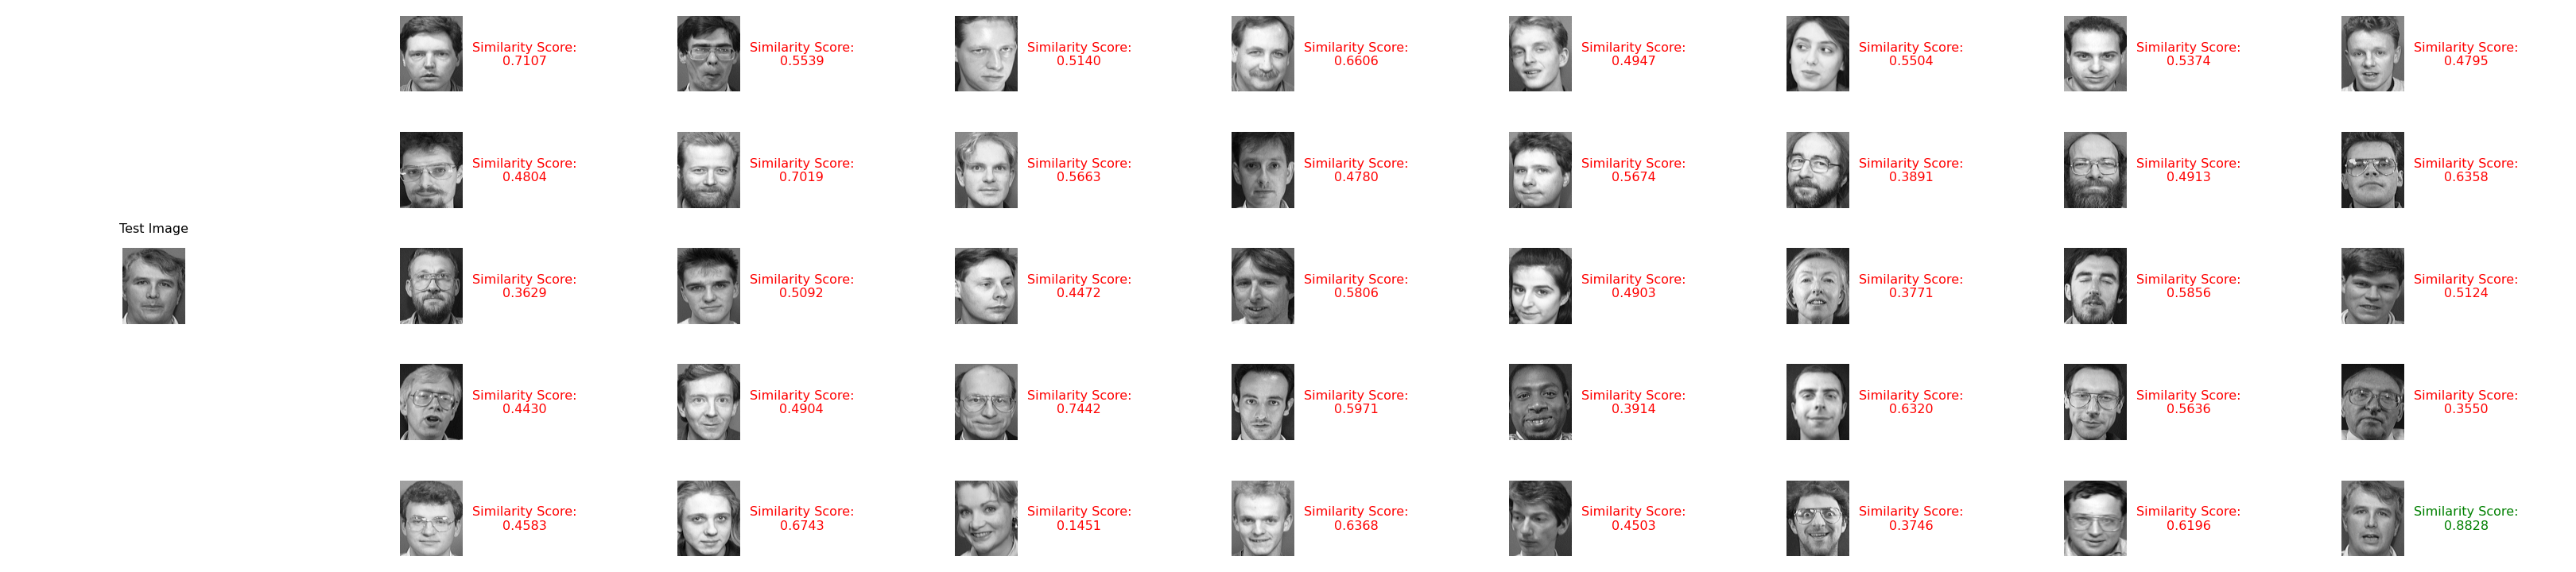 Similarity Score:
0.7107
Similarity Score:
0.5539
Similarity Score:
0.5140
Similarity Score:
0.6606
Similarity Score:
0.4947
Similarity Score:
0.5504
Similarity Score:
0.5374
Similarity Score:
0.4795
Similarity Score:
0.4804
Similarity Score:
0.7019
Similarity Score:
0.5663
Similarity Score:
0.4780
Similarity Score:
0.5674
Similarity Score:
0.3891
Similarity Score:
0.4913
Similarity Score:
0.6358
Test Image
Similarity Score:
0.3629
Similarity Score:
0.5092
Similarity Score:
0.4472
Similarity Score:
0.5806
Similarity Score:
0.4903
Similarity Score:
0.3771
Similarity Score:
0.5856
Similarity Score:
0.5124
Similarity Score:
0.4430
Similarity Score:
0.4904
Similarity Score:
0.7442
Similarity Score:
0.5971
Similarity Score:
0.3914
Similarity Score:
0.6320
Similarity Score:
0.5636
Similarity Score:
0.3550
Similarity Score:
0.4583
Similarity Score:
0.6743
Similarity Score:
0.1451
Similarity Score:
0.6368
Similarity Score:
0.4503
Similarity Score:
0.3746
Similarity Score:
0.6196
Similarity Score:
0.8828